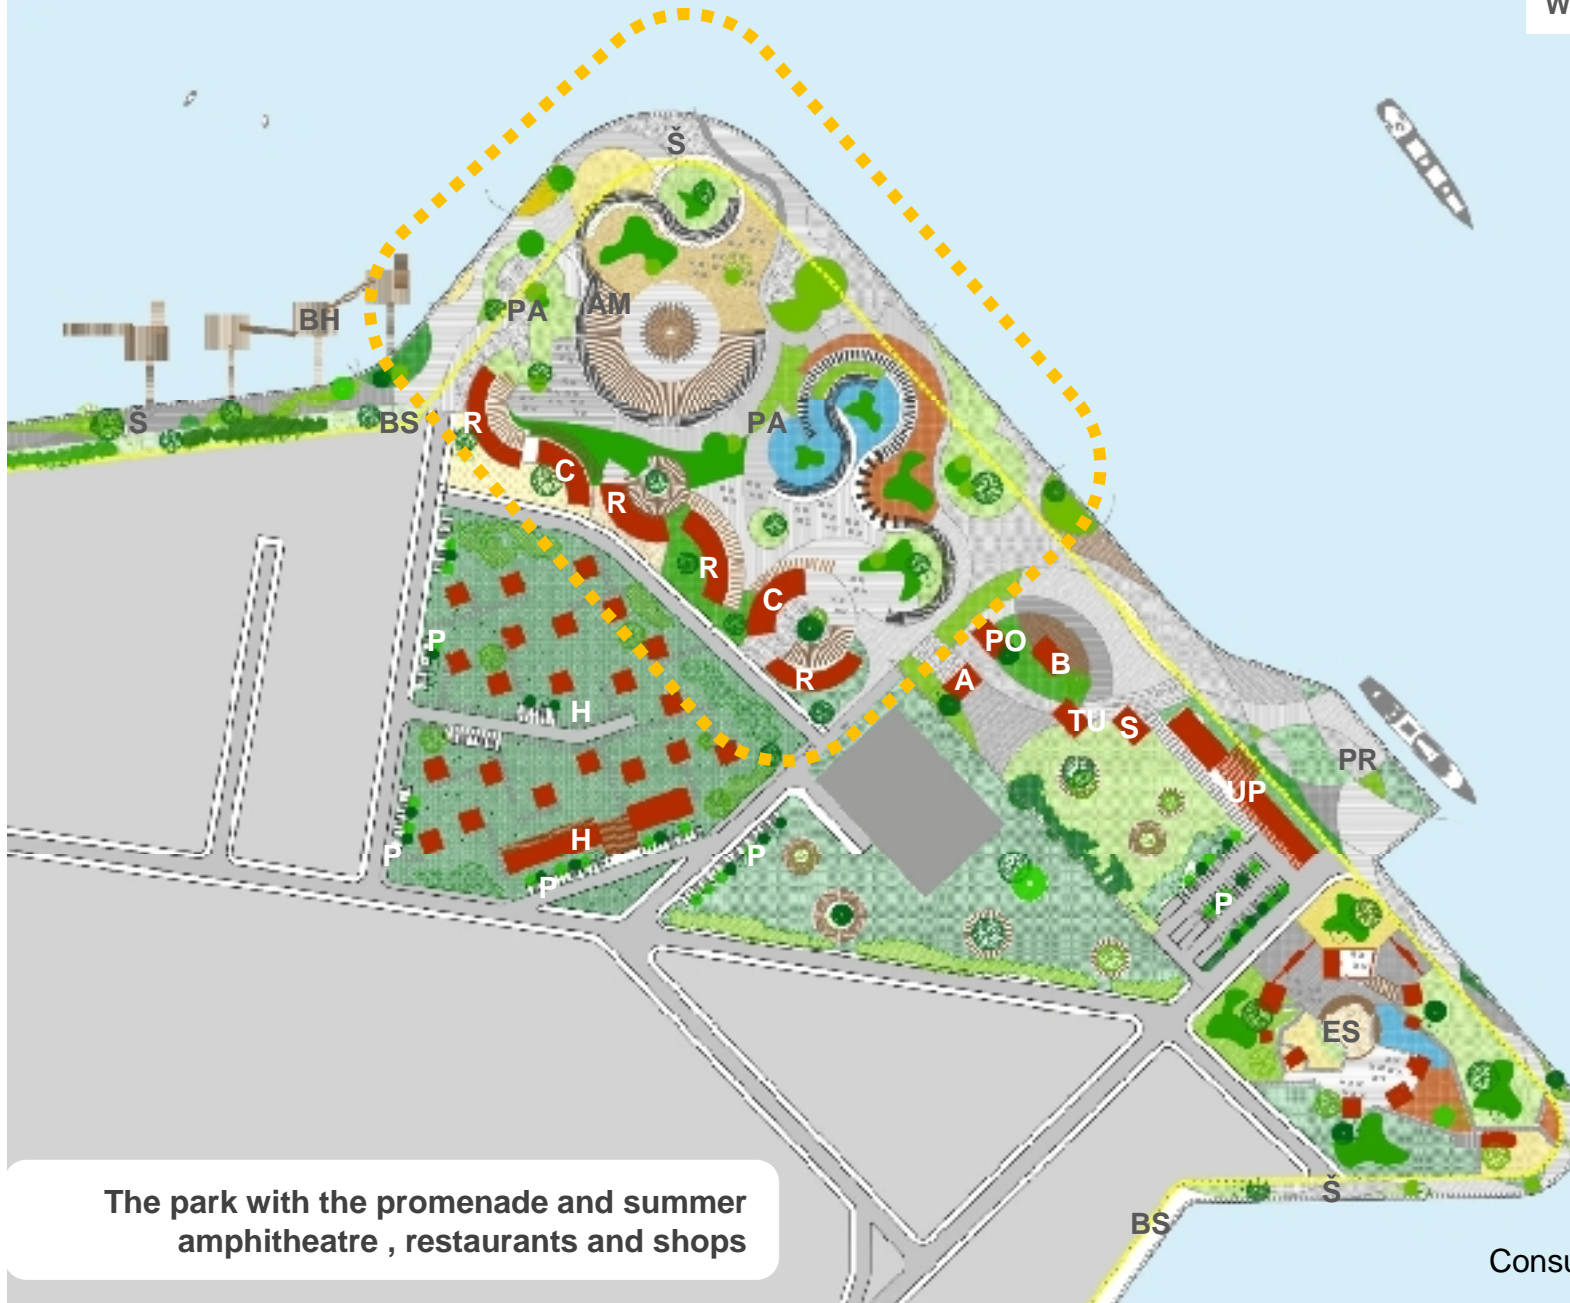 W
Š
PA
AM
BH
Š
BS
R
PA
C
R
R
C
P
PO
B
R
A
H
TU
S
PR
UP
H
P
P
P
P
ES
Š
BS
The park with the promenade and summer
amphitheatre , restaurants and shops
Consu